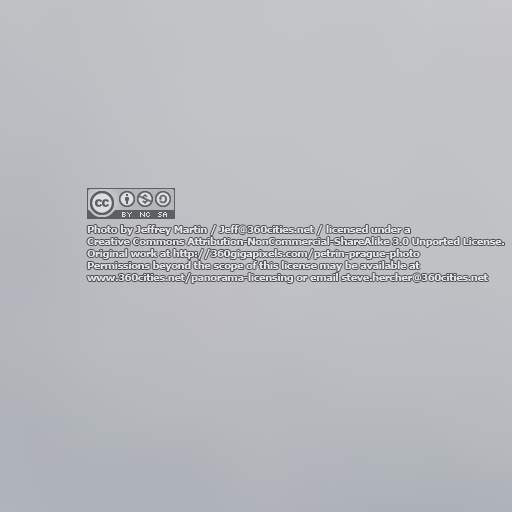 cc
BY NC SA
Photo by Jeffrey Martin / Jeff@360cities.net / licensed under a
Creative Commons Attribution-NonCommercial-ShareAlike 3.0 Unported License.
Original work at http://360gigapixels.com/petrin-prague-photo
Permissions beyond the scope of this license may be available at
www.360cities.net/panorama-licensing or email steve.hercher@360cities.net